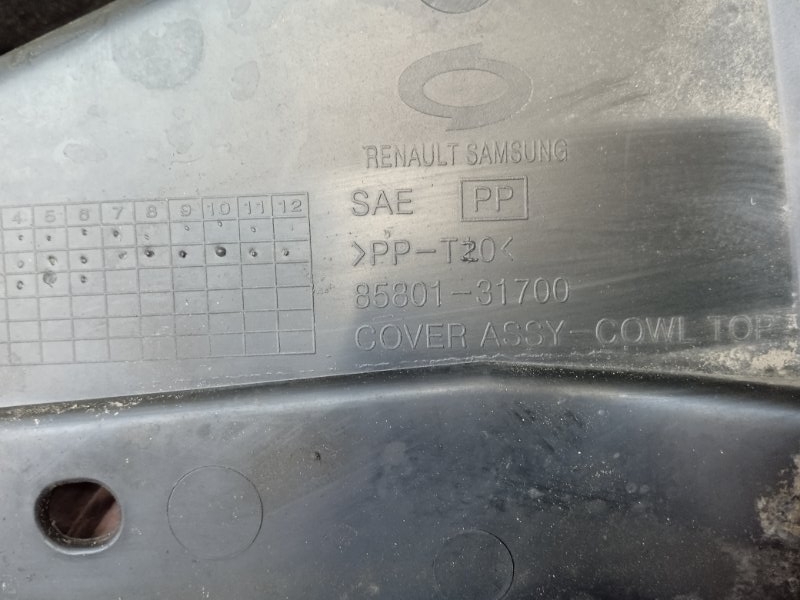 RENAULT SAMSUNG
SAE PP
>PP-T20<
85801-31700
COVER ASSY-COWL TOP
4 5 6 7 8 9 10 11 12